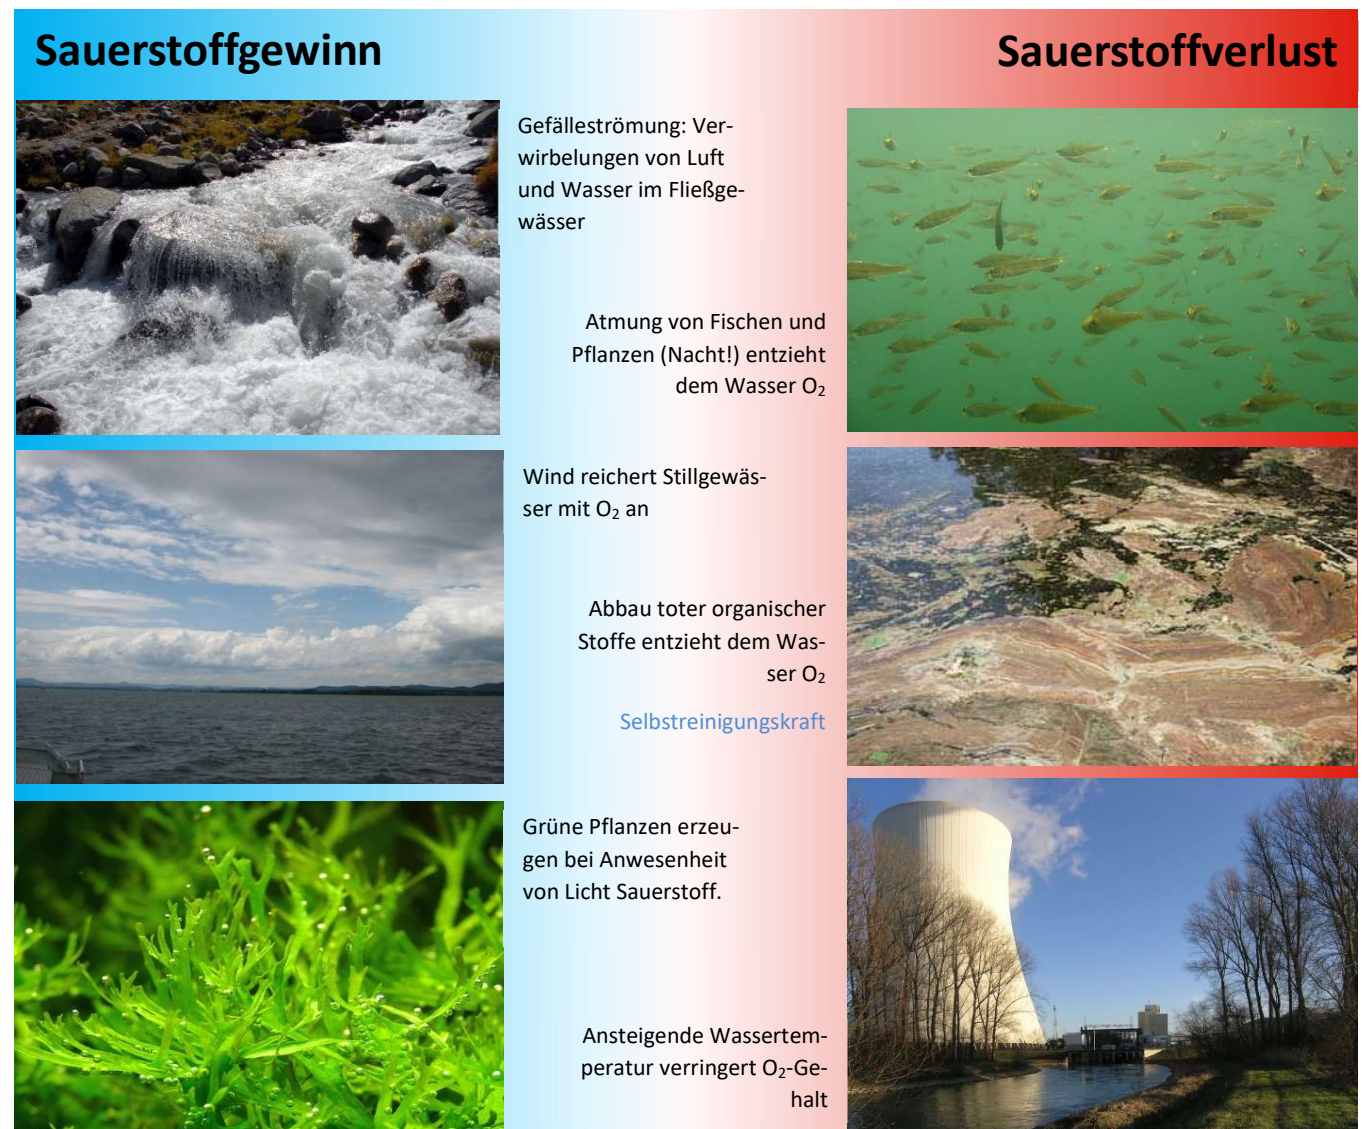 Sauerstoffgewinn
Sauerstoffverlust
Gefälleströmung: Ver-
wirbelungen von Luft
und Wasser im Fließge-
wässer
Atmung von Fischen und
Pflanzen (Nacht!) entzieht
dem Wasser O₂
Wind reichert Stillgewäs-
ser mit O₂ an
Abbau toter organischer
Stoffe entzieht dem Was-
ser O₂
Selbstreinigungskraft
Grüne Pflanzen erzeu-
gen bei Anwesenheit
von Licht Sauerstoff.
Ansteigende Wassertem-
peratur verringert O₂-Ge-
halt